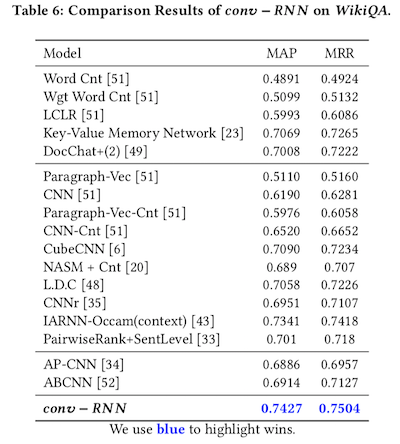 Table 6: Comparison Results of conv − RNN on WikiQA.
Model MAP MRR
Word Cnt [51] 0.4891 0.4924
Wgt Word Cnt [51] 0.5099 0.5132
LCLR [51] 0.5993 0.6086
Key-Value Memory Network [23] 0.7069 0.7265
DocChat+(2) [49] 0.7008 0.7222
Paragraph-Vec [51] 0.5110 0.5160
CNN [51] 0.6190 0.6281
Paragraph-Vec-Cnt [51] 0.5976 0.6058
CNN-Cnt [51] 0.6520 0.6652
CubeCNN [6] 0.7090 0.7234
NASM + Cnt [20] 0.689 0.707
L.D.C [48] 0.7058 0.7226
CNNr [35] 0.6951 0.7107
IARNN-Occam(context) [43] 0.7341 0.7418
PairwiseRank+SentLevel [33] 0.701 0.718
AP-CNN [34] 0.6886 0.6957
ABCNN [52] 0.6914 0.7127
conv − RNN 0.7427 0.7504
We use blue to highlight wins.